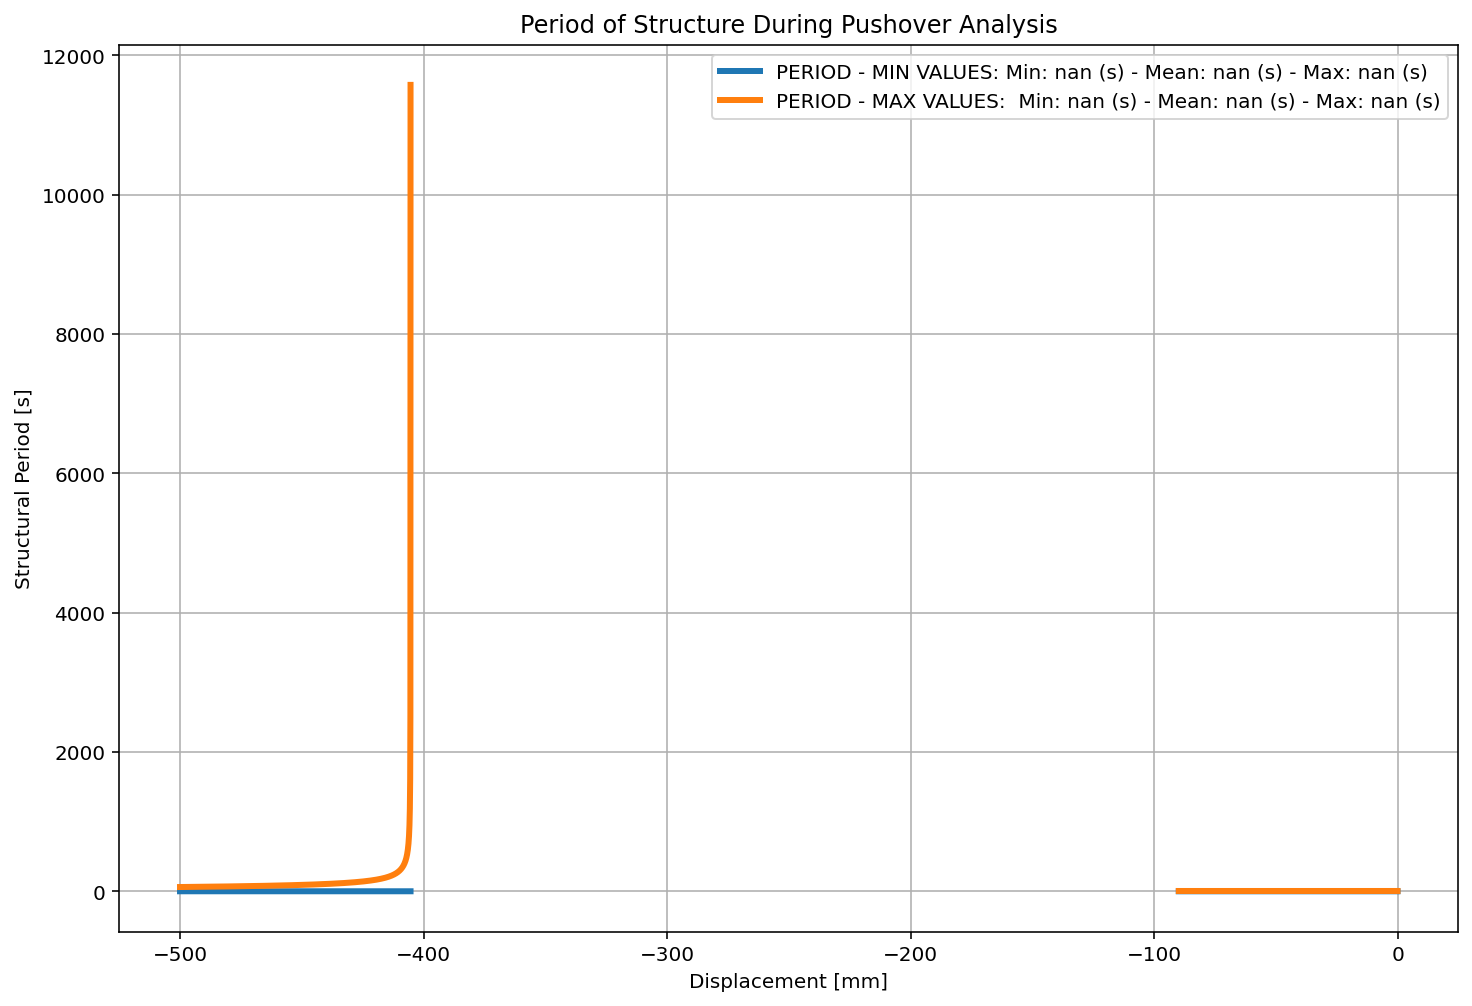 Period of Structure During Pushover Analysis
PERIOD - MIN VALUES: Min: nan (s) - Mean: nan (s) - Max: nan (s)
PERIOD - MAX VALUES:  Min: nan (s) - Mean: nan (s) - Max: nan (s)
Structural Period [s]
12000
10000
8000
6000
4000
2000
0
−500 −400 −300 −200 −100 0
Displacement [mm]